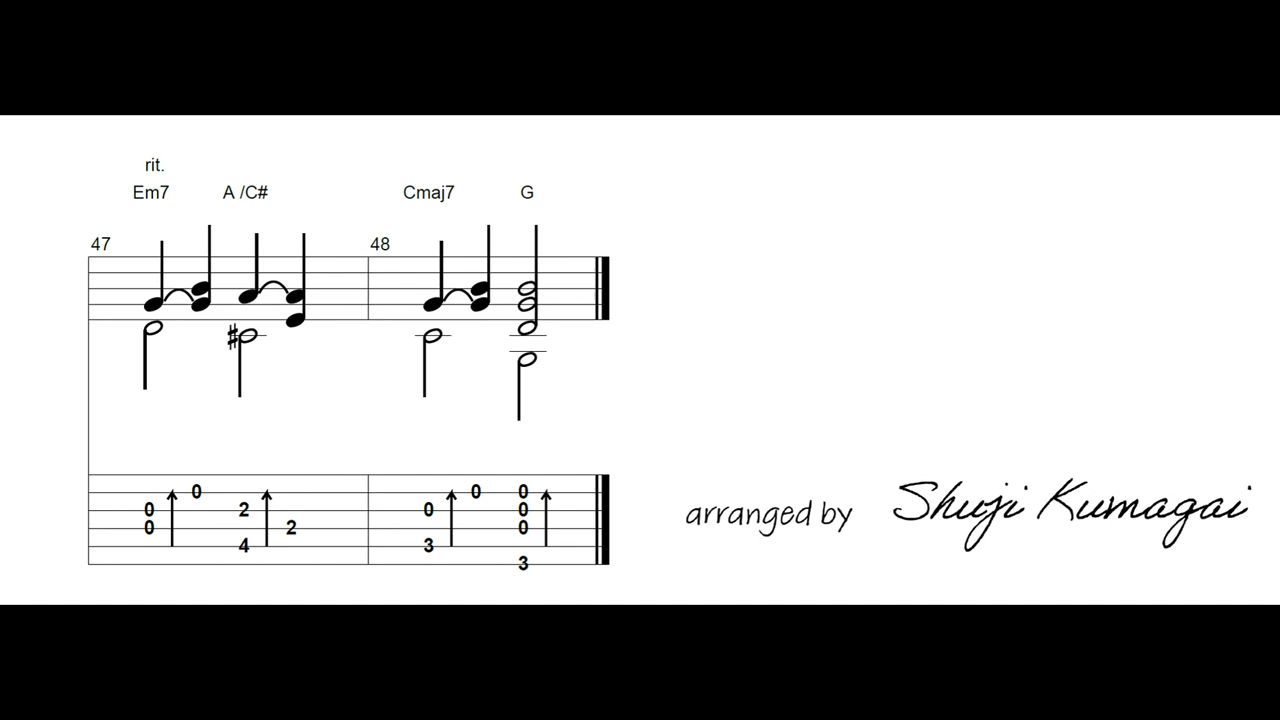 rit.
Em7 A /C# Cmaj7 G
47 48
0 0 0
0 2 0 0
0 2 0
4 3
3
arranged by Shuji Kumagai